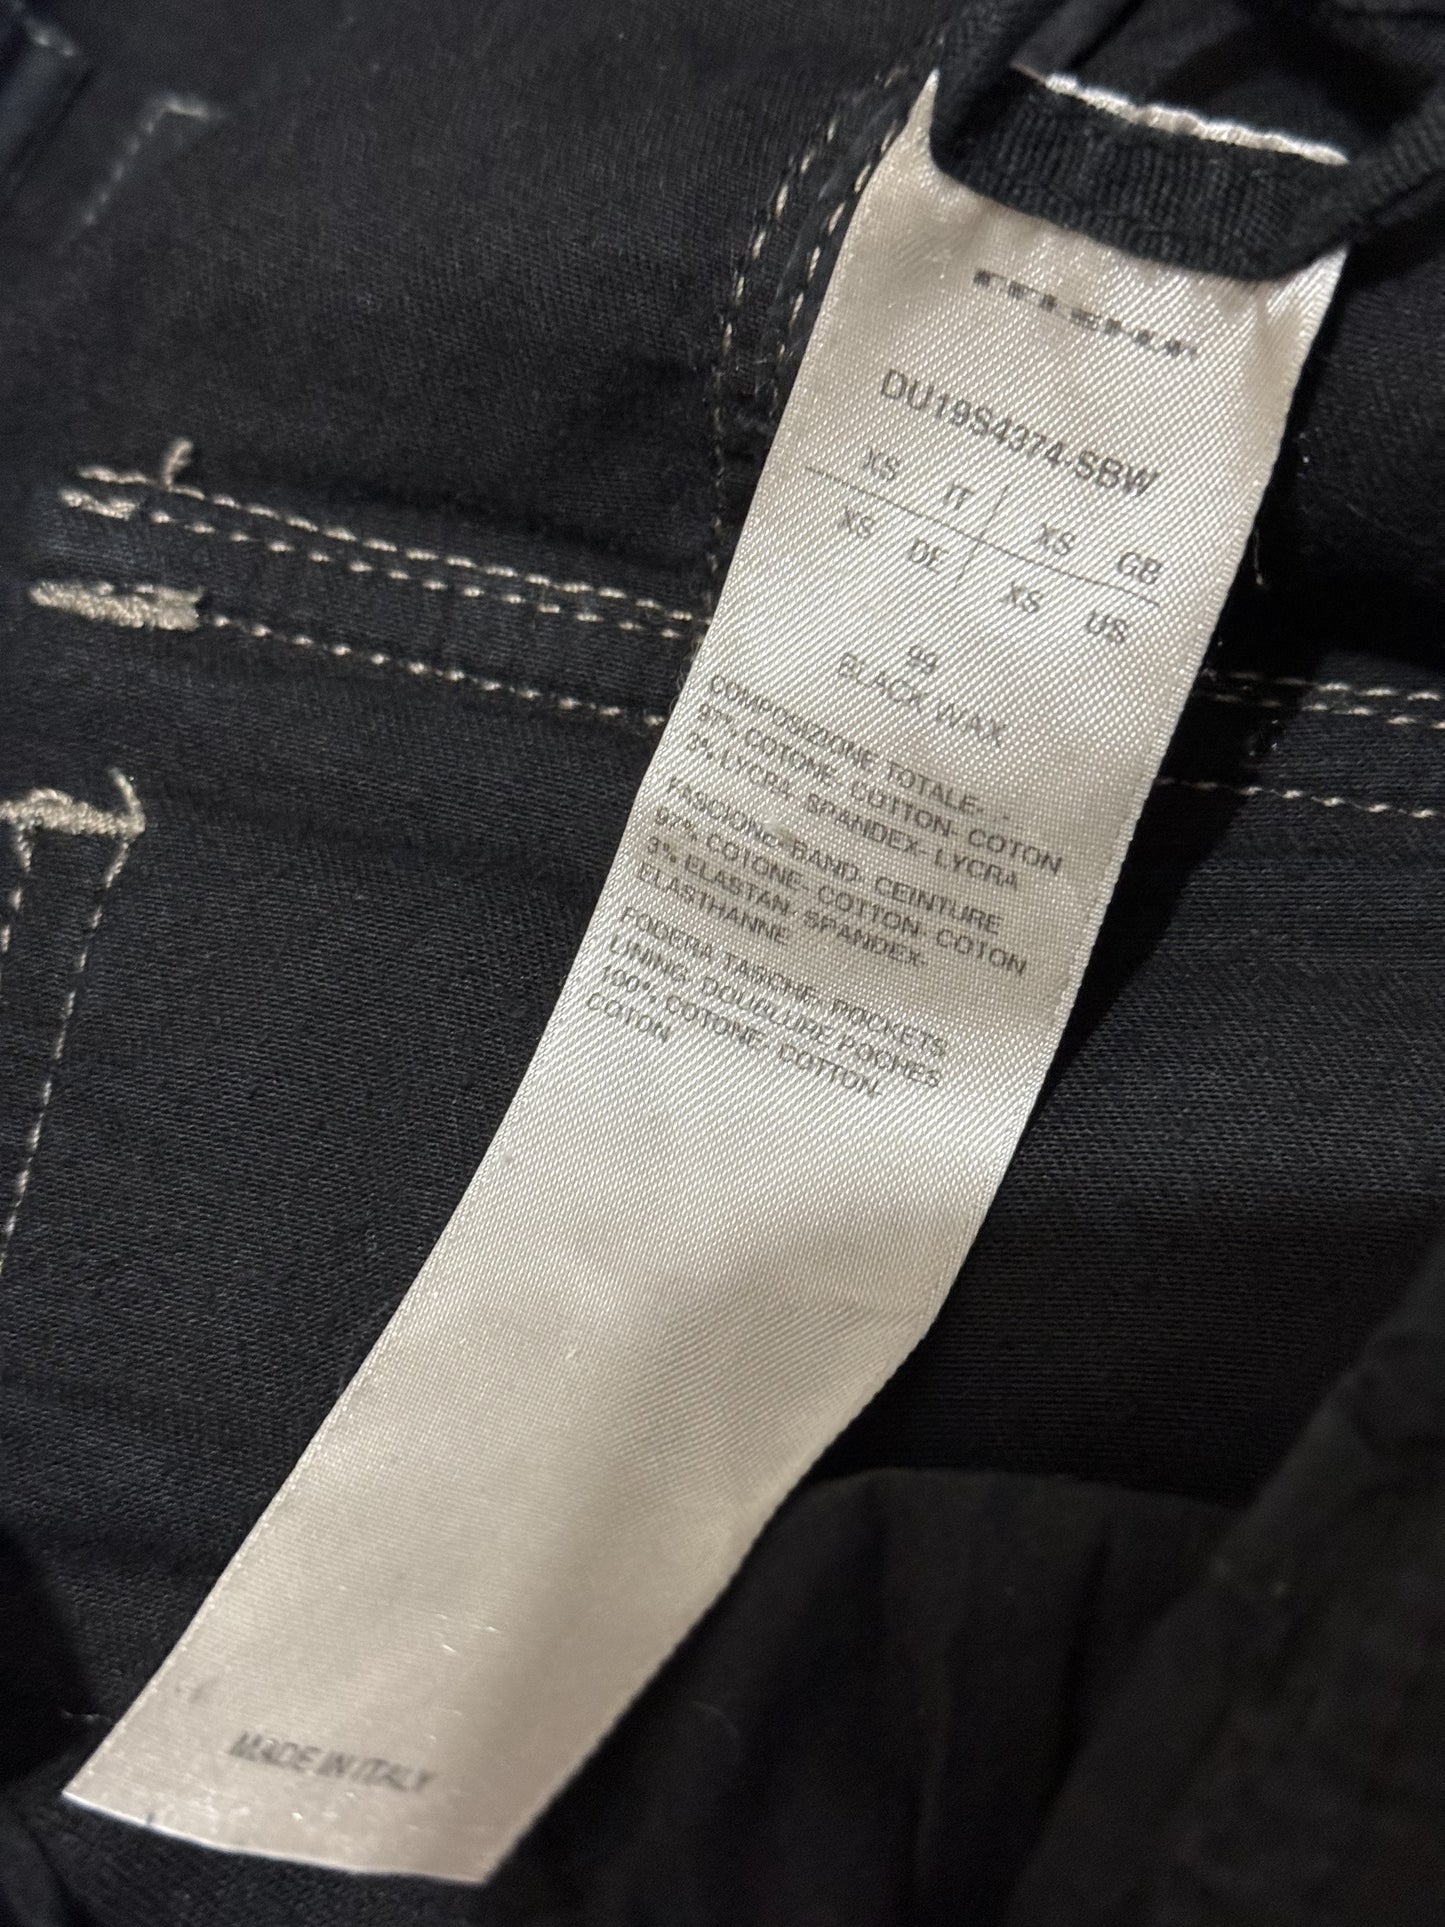 DU19S4374-SBW
XS IT / XS GB
XS DE / XS US
99
BLACK WAX
COMPOSIZIONE TOTALE-
97% COTONE- COTTON- COTON
3% LYCRA- SPANDEX- LYCRA
FASCIONE-BAND- CEINTURE
97% COTONE- COTTON- COTON
3% ELASTAN- SPANDEX-
ELASTHANNE
FODERA TASCHE- POCKETS
LINING- DOUBLURE POCHES
100% COTONE- COTTON-
COTON
MADE IN ITALY